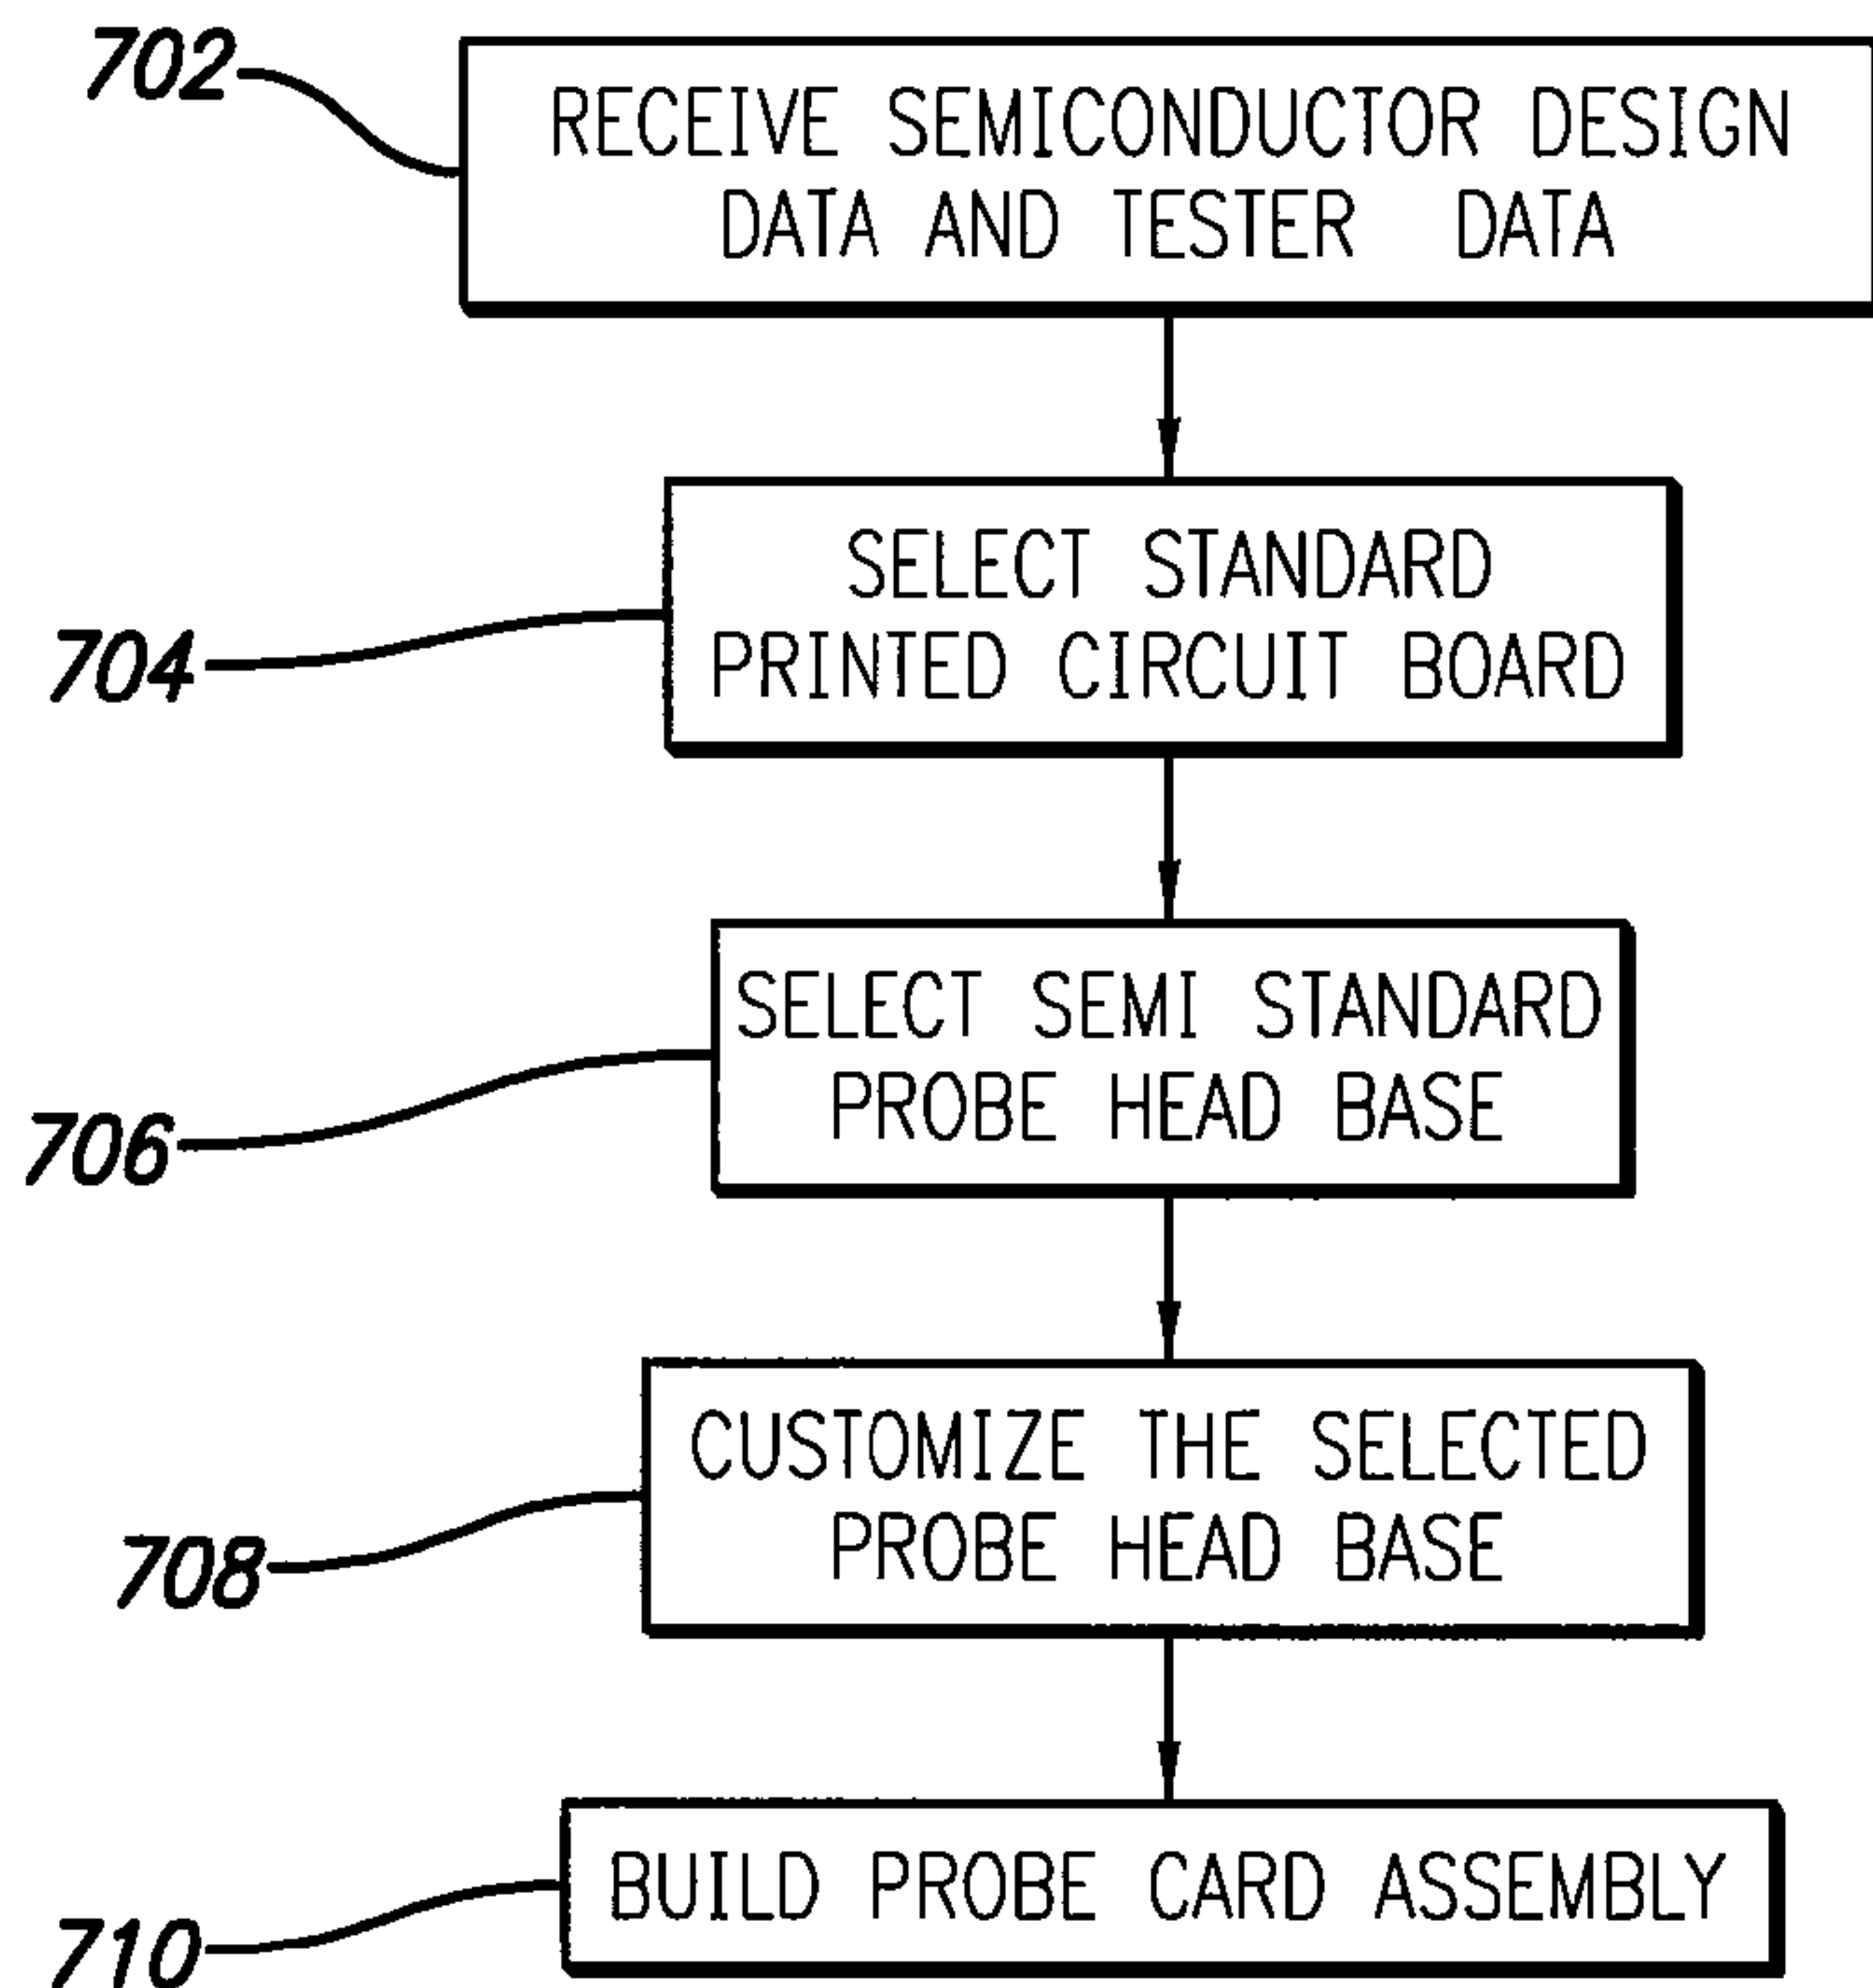 702
RECEIVE SEMICONDUCTOR DESIGN
DATA AND TESTER DATA
SELECT STANDARD
PRINTED CIRCUIT BOARD
704
SELECT SEMI STANDARD
PROBE HEAD BASE
706
CUSTOMIZE THE SELECTED
PROBE HEAD BASE
708
BUILD PROBE CARD ASSEMBLY
710